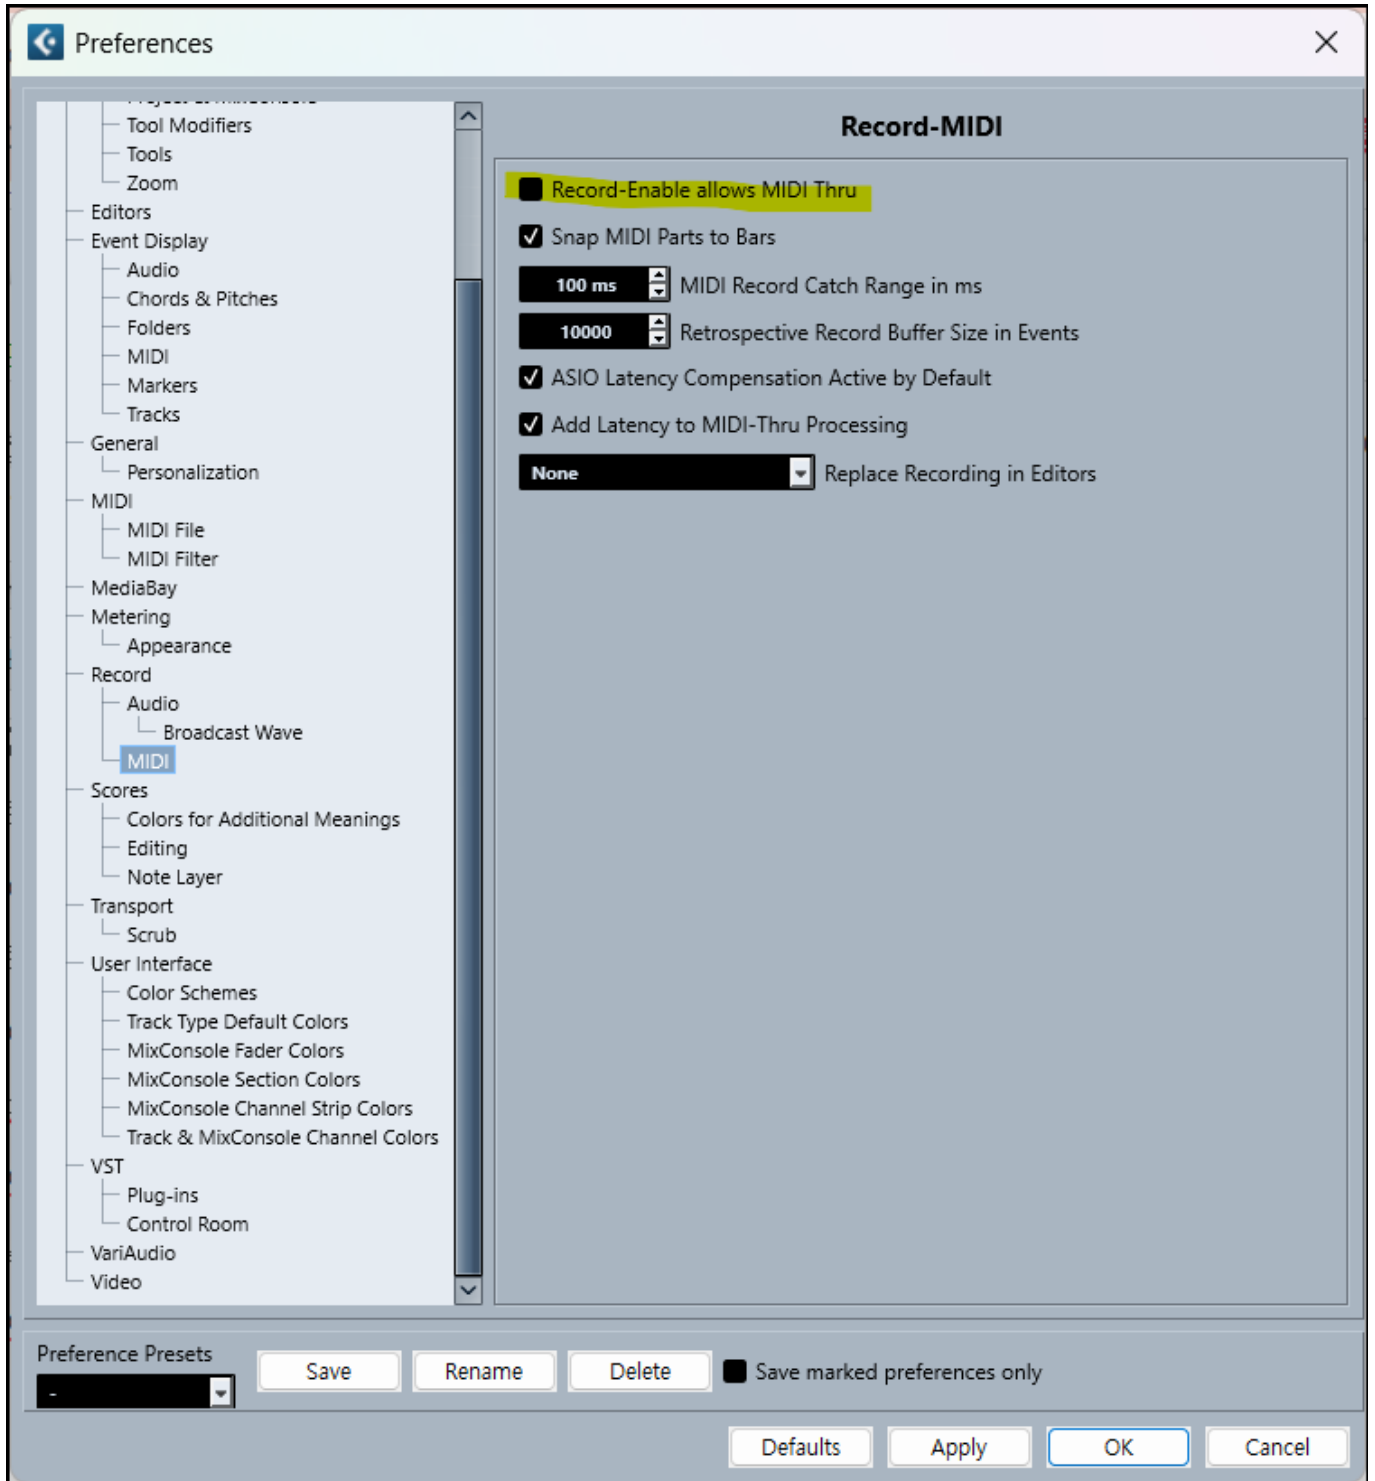 Preferences
Tool Modifiers
Tools
Zoom
Editors
Event Display
Audio
Chords & Pitches
Folders
MIDI
Markers
Tracks
General
Personalization
MIDI
MIDI File
MIDI Filter
MediaBay
Metering
Appearance
Record
Audio
Broadcast Wave
MIDI
Scores
Colors for Additional Meanings
Editing
Note Layer
Transport
Scrub
User Interface
Color Schemes
Track Type Default Colors
MixConsole Fader Colors
MixConsole Section Colors
MixConsole Channel Strip Colors
Track & MixConsole Channel Colors
VST
Plug-ins
Control Room
VariAudio
Video
Record-MIDI
Record-Enable allows MIDI Thru
Snap MIDI Parts to Bars
100 ms MIDI Record Catch Range in ms
10000 Retrospective Record Buffer Size in Events
ASIO Latency Compensation Active by Default
Add Latency to MIDI-Thru Processing
None Replace Recording in Editors
Preference Presets
-
Save Rename Delete Save marked preferences only
Defaults Apply OK Cancel